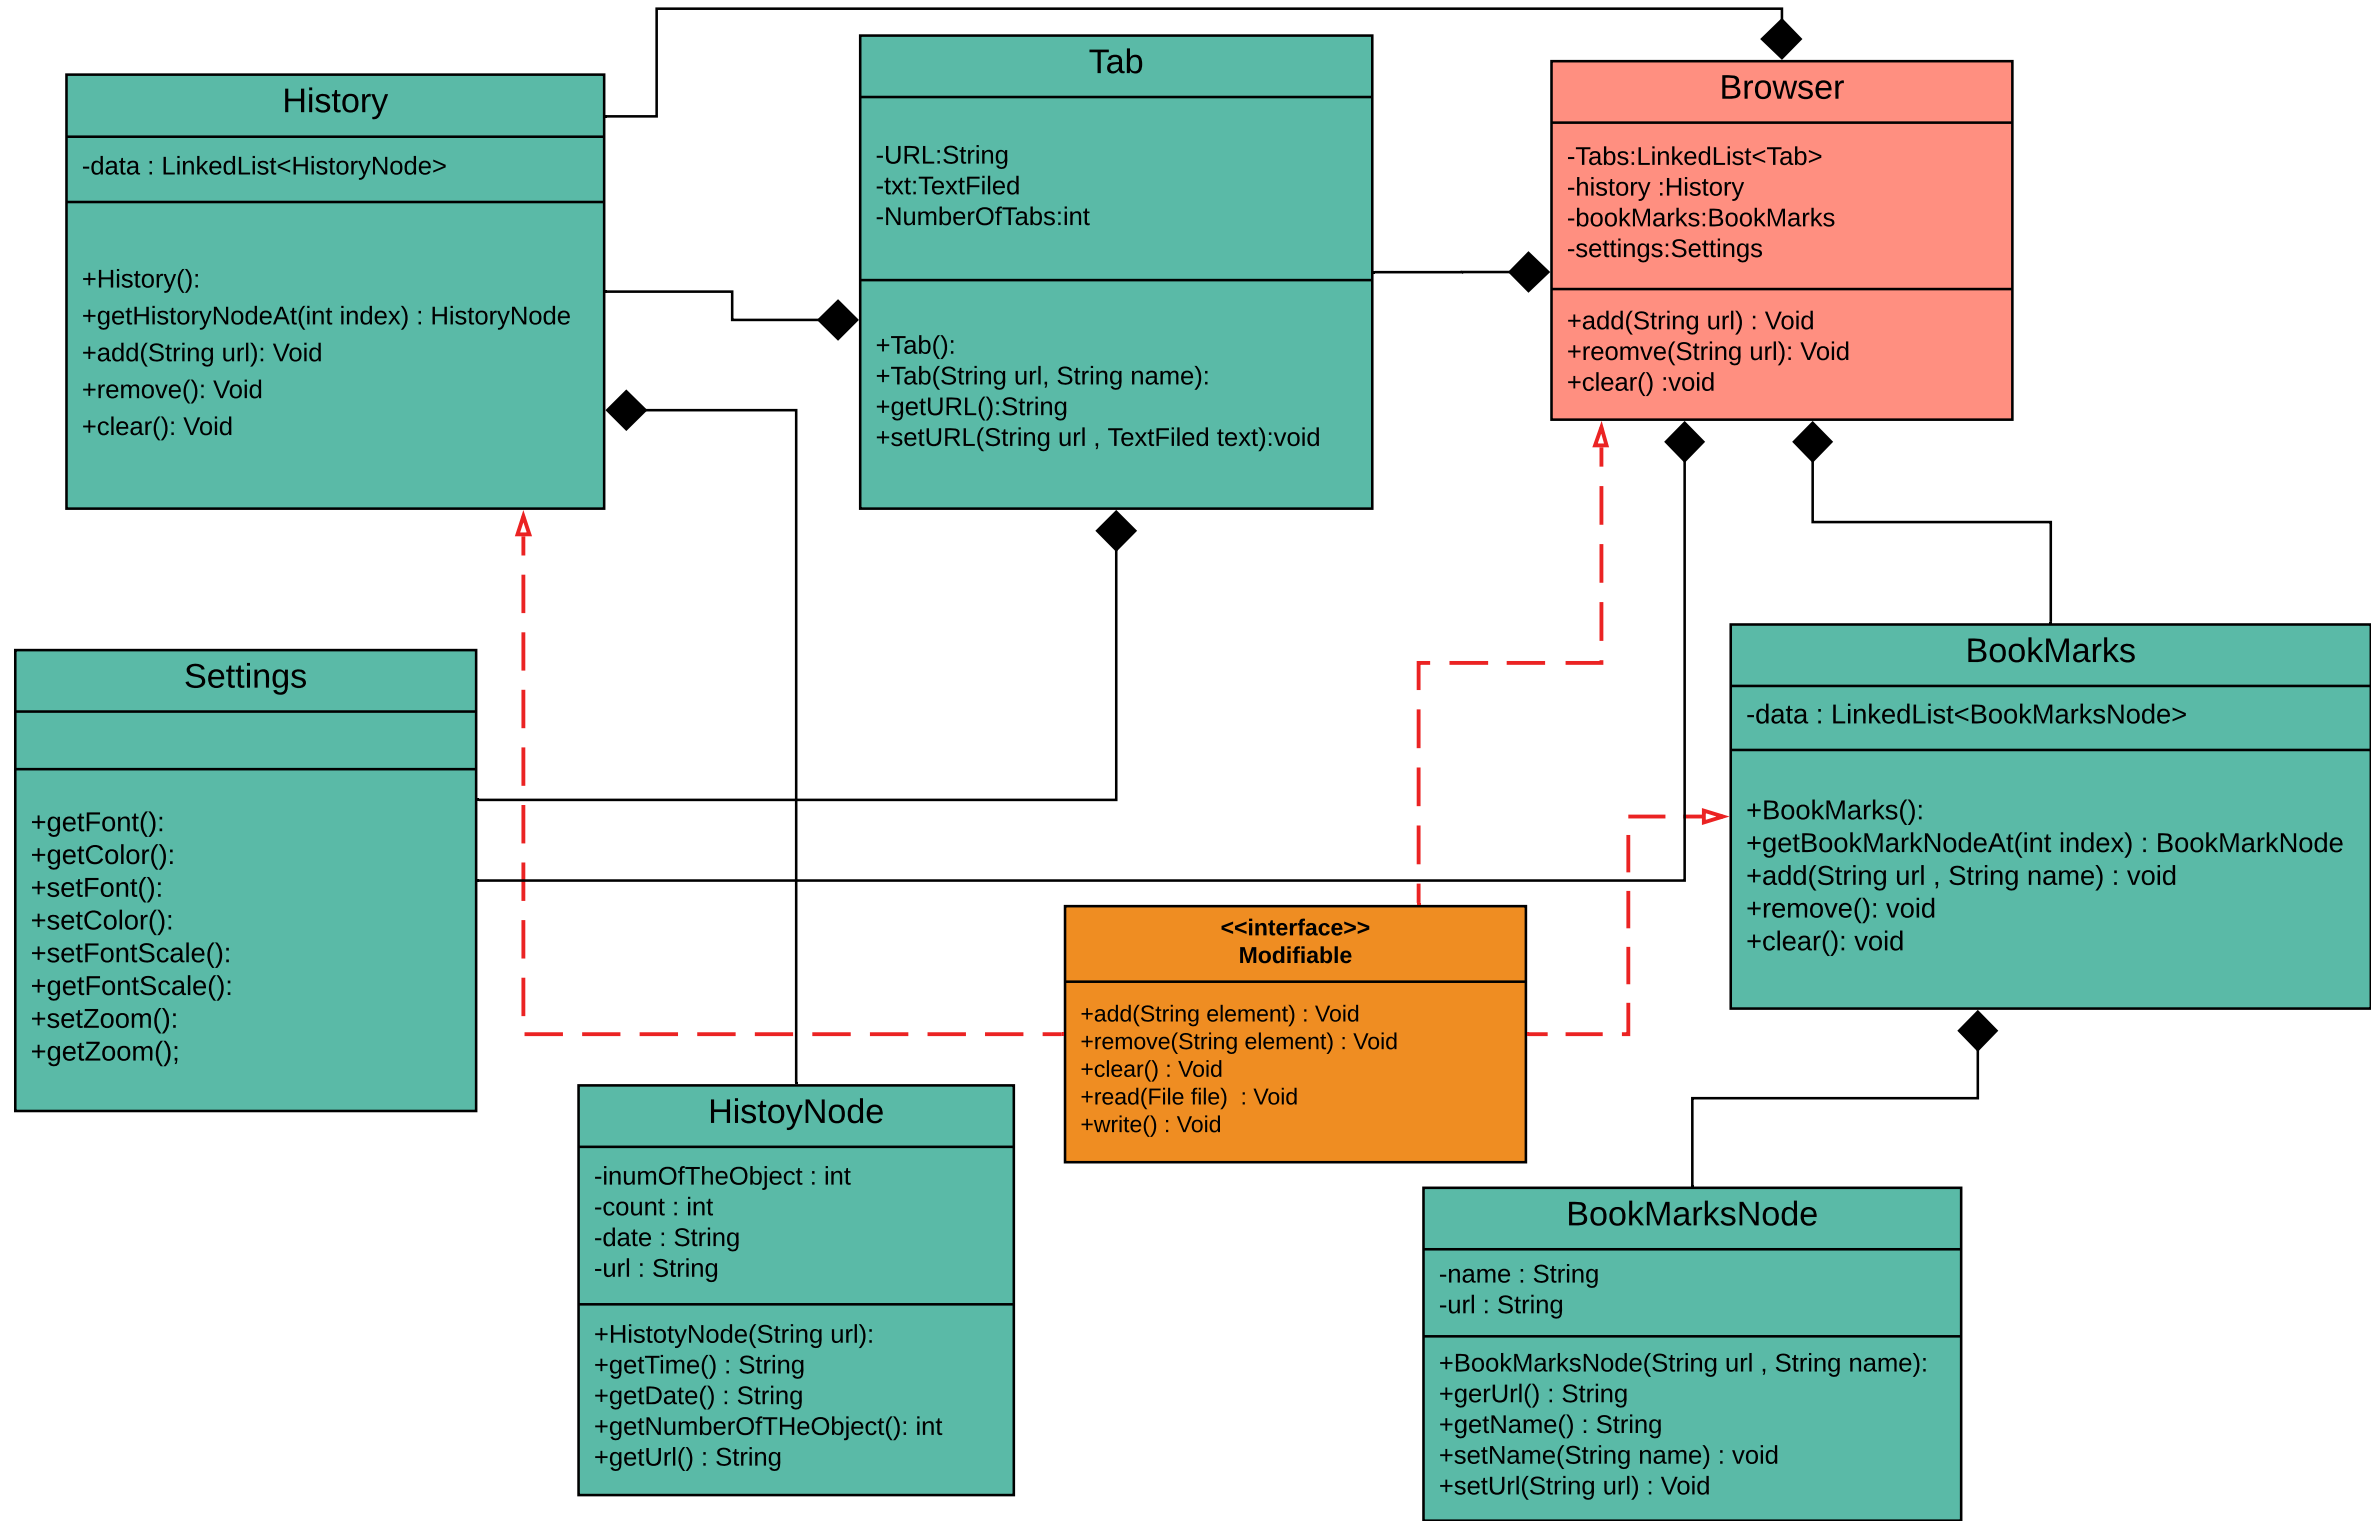 History
-data : LinkedList<HistoryNode>
+History():
+getHistoryNodeAt(int index) : HistoryNode
+add(String url): Void
+remove(): Void
+clear(): Void
Tab
-URL:String
-txt:TextFiled
-NumberOfTabs:int
+Tab():
+Tab(String url, String name):
+getURL():String
+setURL(String url , TextFiled text):void
Browser
-Tabs:LinkedList<Tab>
-history :History
-bookMarks:BookMarks
-settings:Settings
+add(String url) : Void
+reomve(String url): Void
+clear() :void
Settings
+getFont():
+getColor():
+setFont():
+setColor():
+setFontScale():
+getFontScale():
+setZoom():
+getZoom();
BookMarks
-data : LinkedList<BookMarksNode>
+BookMarks():
+getBookMarkNodeAt(int index) : BookMarkNode
+add(String url , String name) : void
+remove(): void
+clear(): void
<<interface>>
Modifiable
+add(String element) : Void
+remove(String element) : Void
+clear() : Void
+read(File file)  : Void
+write() : Void
HistoyNode
-inumOfTheObject : int
-count : int
-date : String
-url : String
+HistotyNode(String url):
+getTime() : String
+getDate() : String
+getNumberOfTHeObject(): int
+getUrl() : String
BookMarksNode
-name : String
-url : String
+BookMarksNode(String url , String name):
+gerUrl() : String
+getName() : String
+setName(String name) : void
+setUrl(String url) : Void